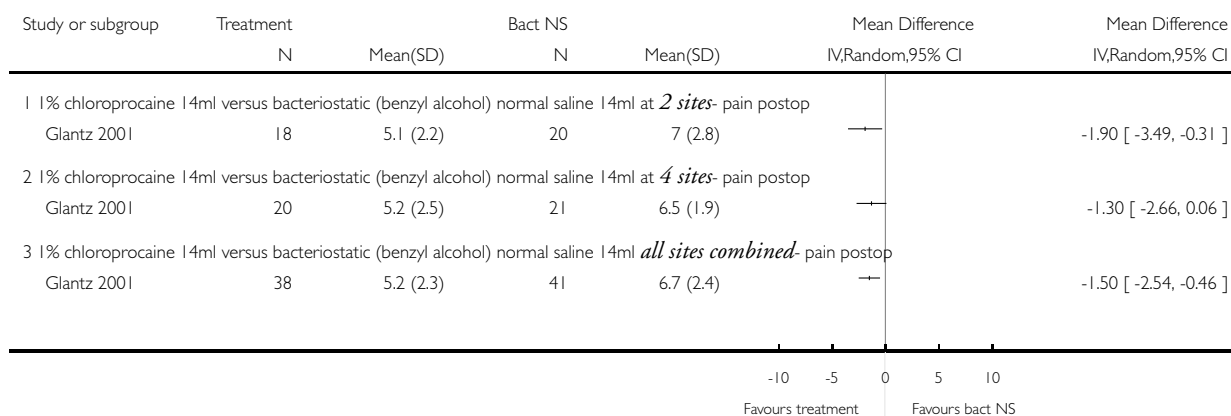 Study or subgroup Treatment Bact NS Mean Difference Mean Difference
N Mean(SD) N Mean(SD) IV,Random,95% CI IV,Random,95% CI
1 1% chloroprocaine 14ml versus bacteriostatic (benzyl alcohol) normal saline 14ml at 2 sites- pain postop
Glantz 2001 18 5.1 (2.2) 20 7 (2.8) -1.90 [ -3.49, -0.31 ]
2 1% chloroprocaine 14ml versus bacteriostatic (benzyl alcohol) normal saline 14ml at 4 sites- pain postop
Glantz 2001 20 5.2 (2.5) 21 6.5 (1.9) -1.30 [ -2.66, 0.06 ]
3 1% chloroprocaine 14ml versus bacteriostatic (benzyl alcohol) normal saline 14ml all sites combined- pain postop
Glantz 2001 38 5.2 (2.3) 41 6.7 (2.4) -1.50 [ -2.54, -0.46 ]
-10 -5 0 5 10
Favours treatment Favours bact NS